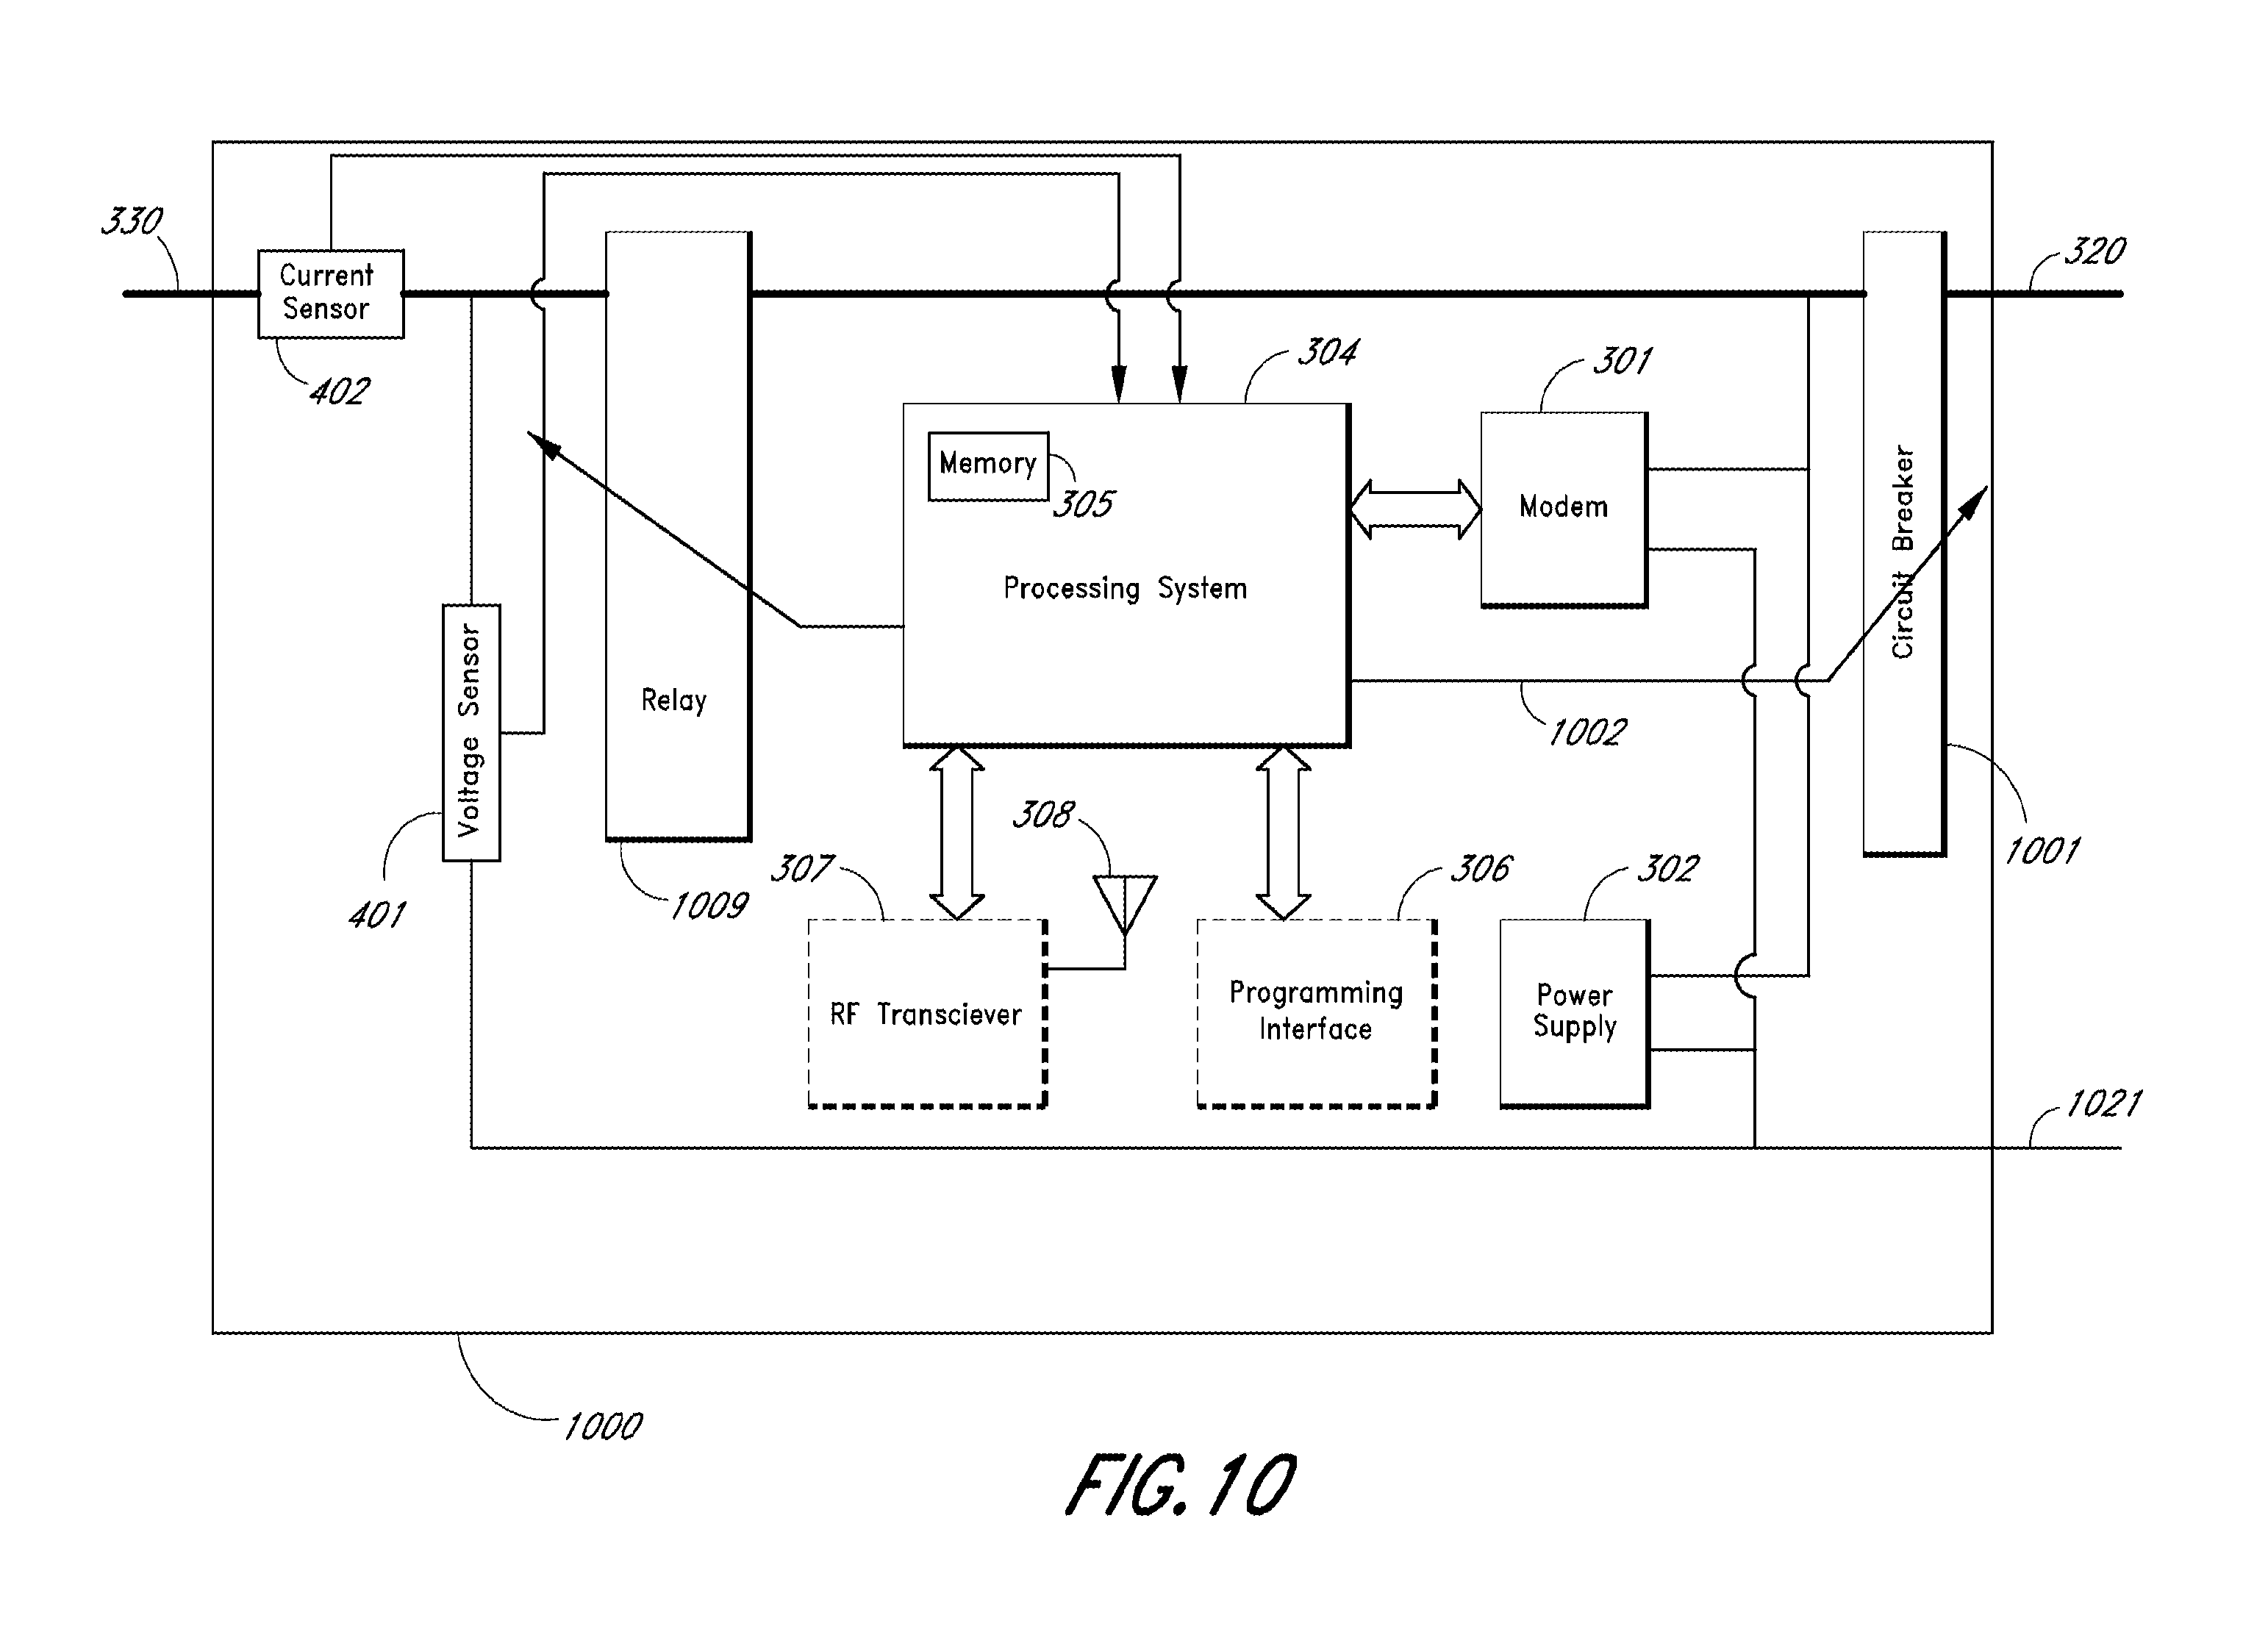 330
Current
Sensor
402
320
304
301
Memory
305
Processing System
Modem
Circuit Breaker
Relay
Voltage Sensor
1002
308
307
306
302
1001
401
1009
RF Transciever
Programming
Interface
Power
Supply
1021
1000
FIG. 10